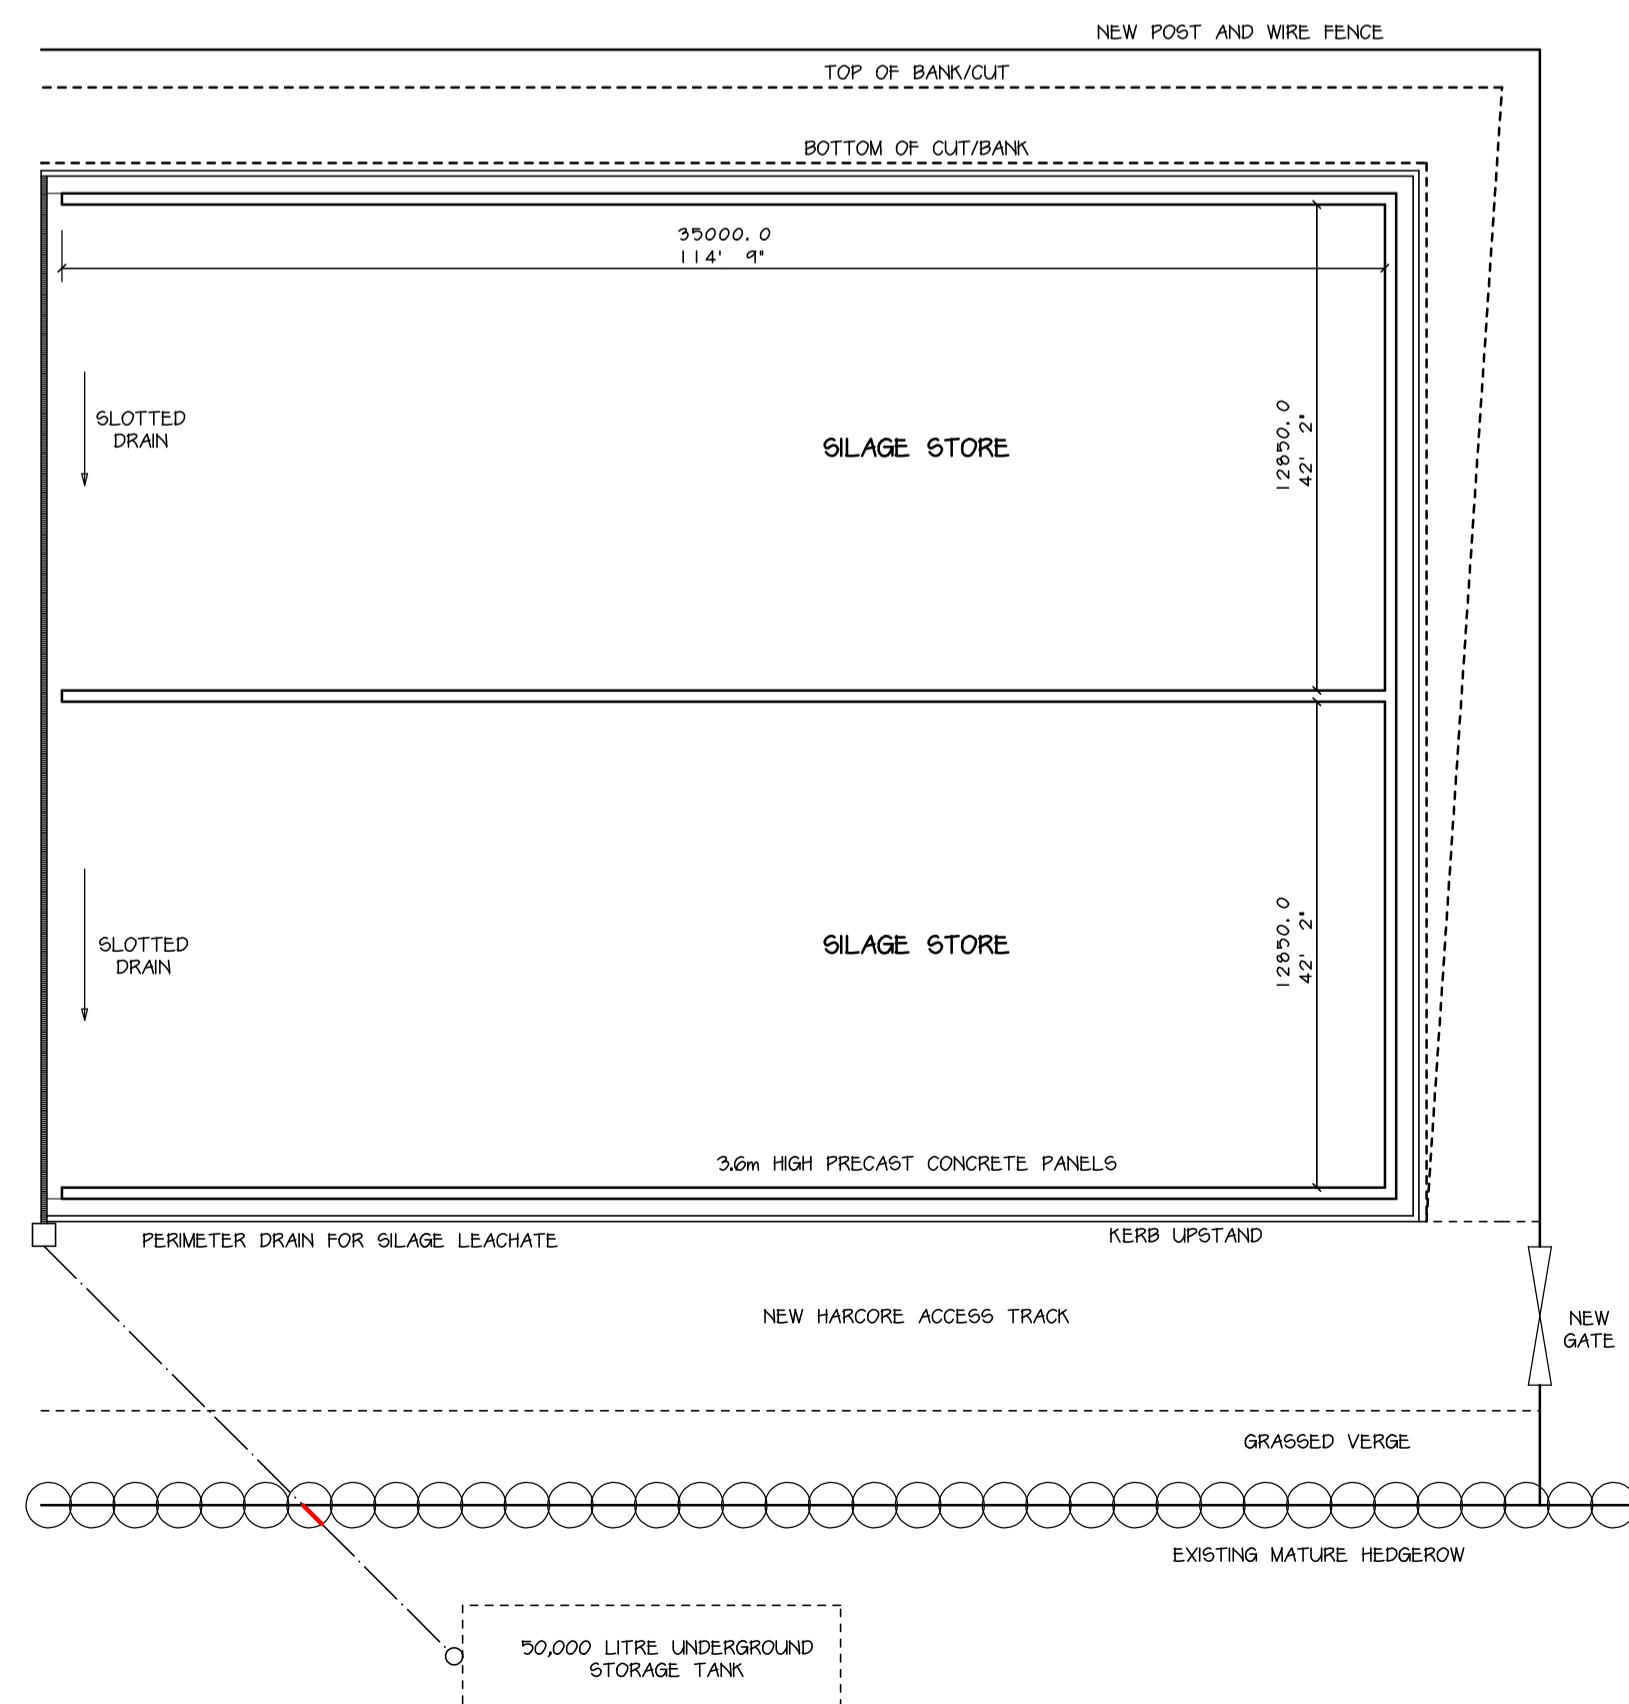 NEW POST AND WIRE FENCE
TOP OF BANK/CUT
BOTTOM OF CUT/BANK
35000.0
114' 9"
SLOTTED
DRAIN
SILAGE STORE
12850.0
42' 2"
SLOTTED
DRAIN
SILAGE STORE
12850.0
42' 2"
3.6m HIGH PRECAST CONCRETE PANELS
PERIMETER DRAIN FOR SILAGE LEACHATE
KERB UPSTAND
NEW HARCORE ACCESS TRACK
NEW
GATE
GRASSED VERGE
EXISTING MATURE HEDGEROW
50,000 LITRE UNDERGROUND
STORAGE TANK